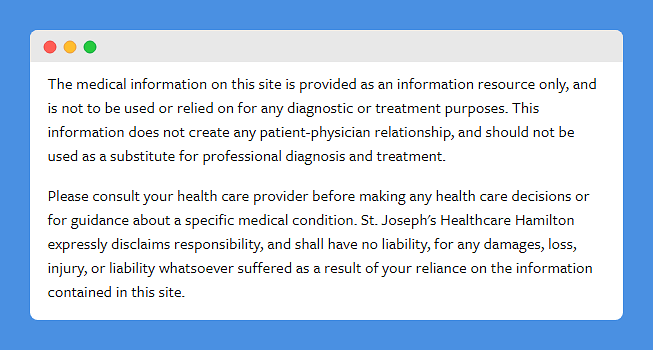 The medical information on this site is provided as an information resource only, and
is not to be used or relied on for any diagnostic or treatment purposes. This
information does not create any patient-physician relationship, and should not be
used as a substitute for professional diagnosis and treatment.
Please consult your health care provider before making any health care decisions or
for guidance about a specific medical condition. St. Joseph’s Healthcare Hamilton
expressly disclaims responsibility, and shall have no liability, for any damages, loss,
injury, or liability whatsoever suffered as a result of your reliance on the information
contained in this site.